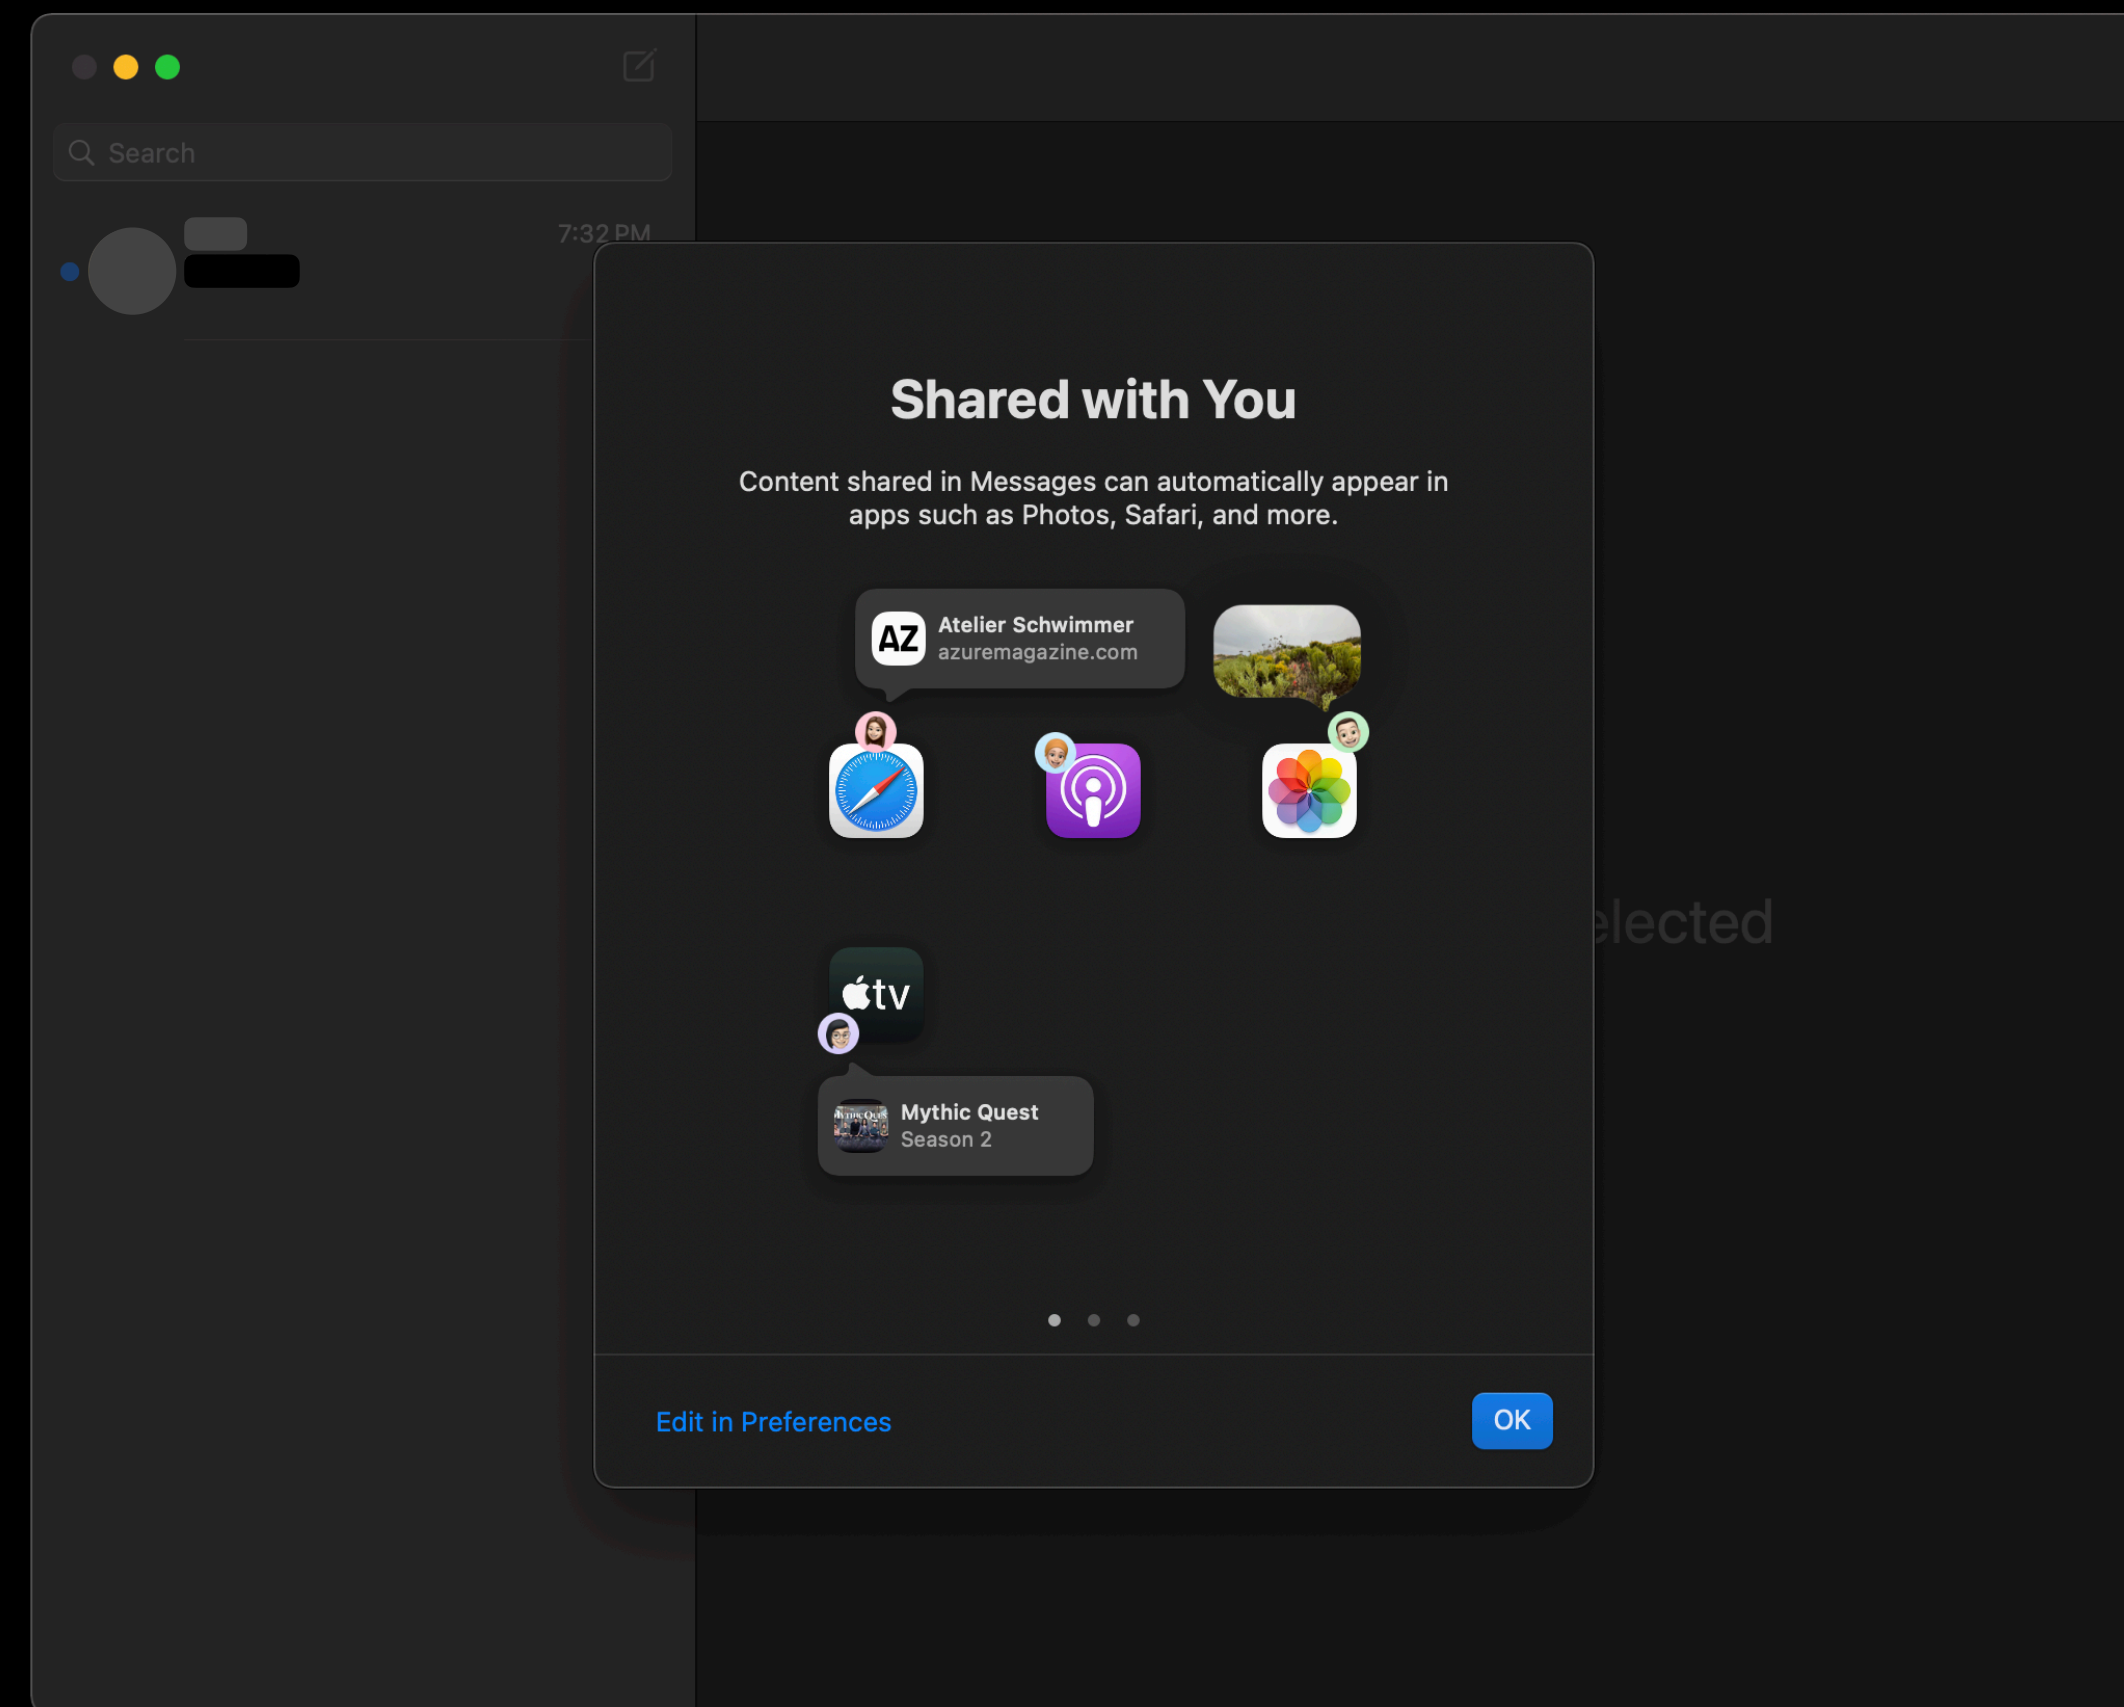 Search
7:32 PM
Shared with You
Content shared in Messages can automatically appear in
apps such as Photos, Safari, and more.
AZ
Atelier Schwimmer
azuremagazine.com
tv
Mythic Quest
Season 2
elected
Edit in Preferences
OK